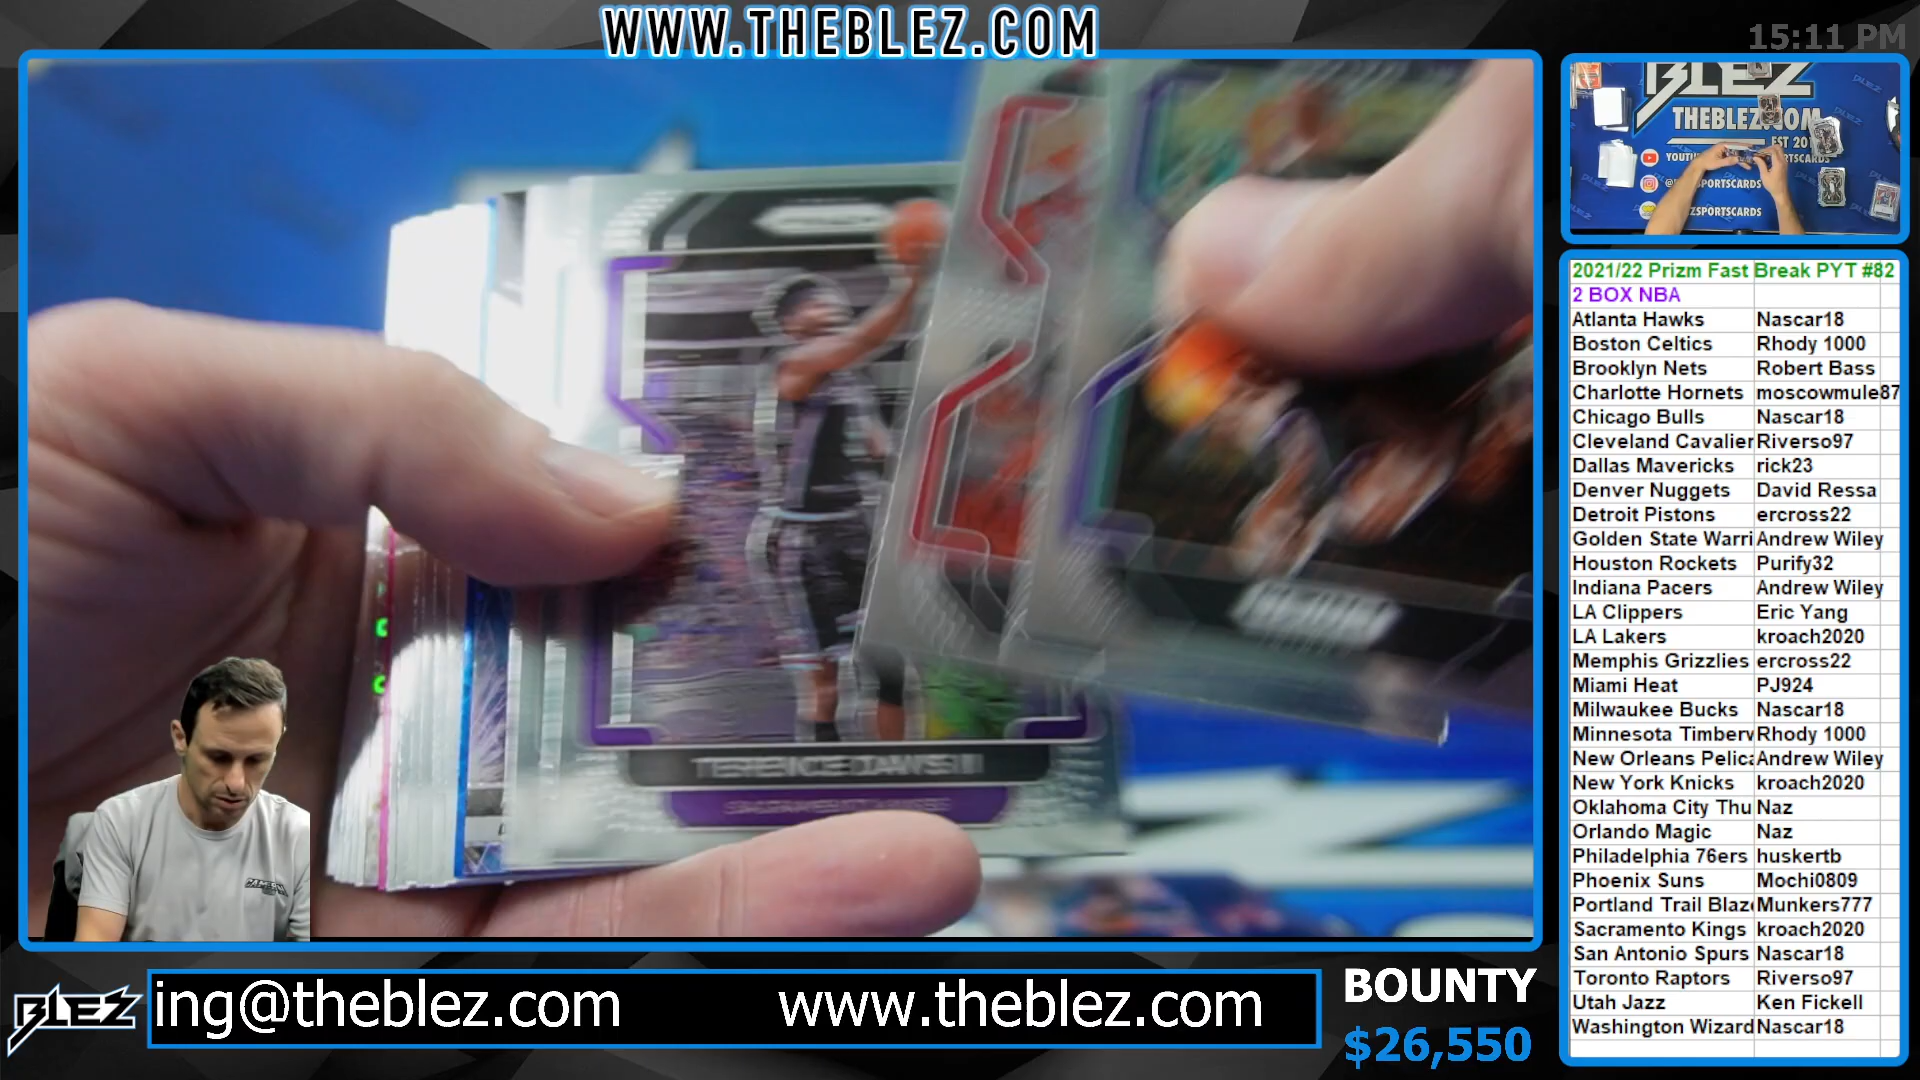 WWW.THEBLEZ.COM
15:11 PM
BLEZ
THEBLEZ.COM
2021/22 Prizm Fast Break PYT #82
2 BOX NBA
Atlanta Hawks Nascar18
Boston Celtics Rhody 1000
Brooklyn Nets Robert Bass
Charlotte Hornets moscowmule87
Chicago Bulls Nascar18
Cleveland Cavalier Riverso97
Dallas Mavericks rick23
Denver Nuggets David Ressa
Detroit Pistons ercross22
Golden State Warri Andrew Wiley
Houston Rockets Purify32
Indiana Pacers Andrew Wiley
LA Clippers Eric Yang
LA Lakers kroach2020
Memphis Grizzlies ercross22
Miami Heat PJ924
Milwaukee Bucks Nascar18
Minnesota Timberv Rhody 1000
New Orleans Pelica Andrew Wiley
New York Knicks kroach2020
Oklahoma City Thu Naz
Orlando Magic Naz
Philadelphia 76ers huskertb
Phoenix Suns Mochi0809
Portland Trail Blaze Munkers777
Sacramento Kings kroach2020
San Antonio Spurs Nascar18
Toronto Raptors Riverso97
Utah Jazz Ken Fickell
Washington Wizard Nascar18
TERENCE DAVIS II
SACRAMENTO KINGS
BLEZ
ing@theblez.com www.theblez.com
BOUNTY
$26,550